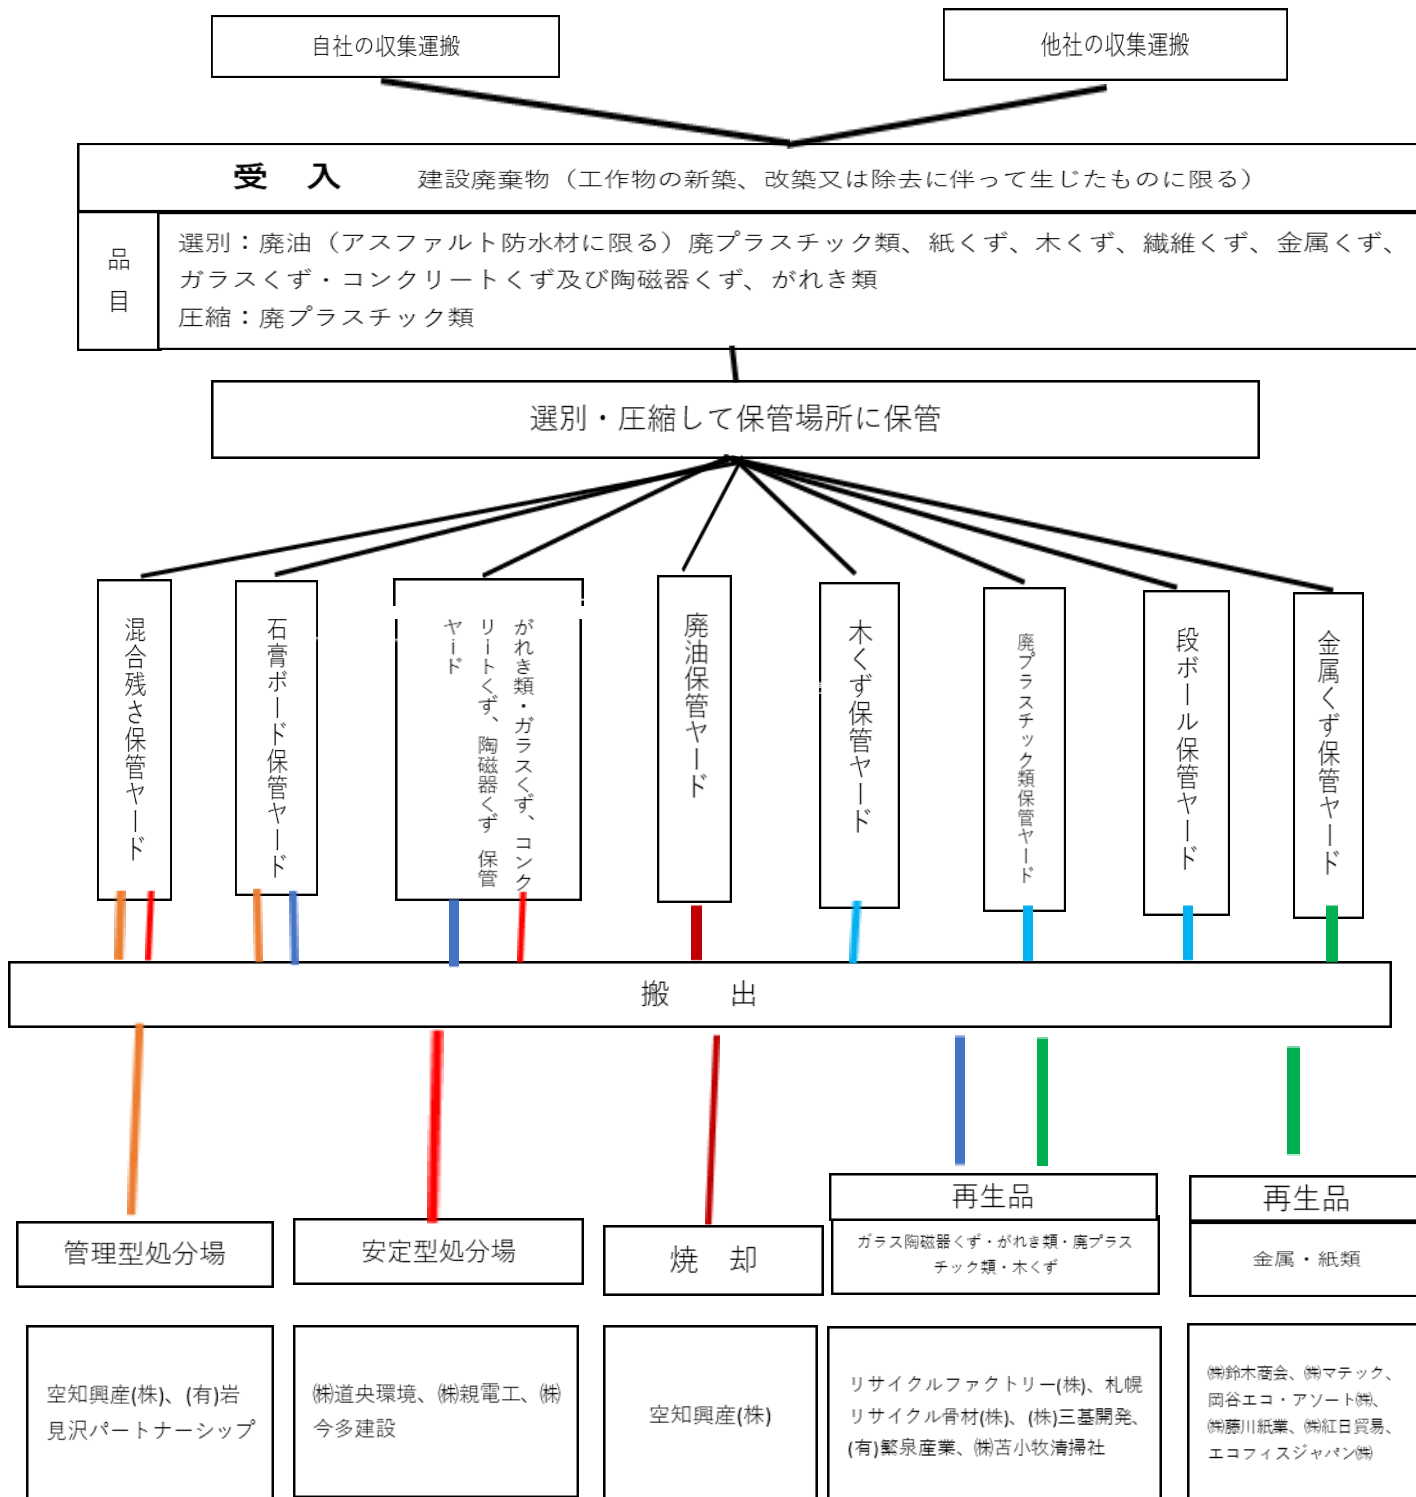 自社の収集運搬
他社の収集運搬
受　入　建設廃棄物（工作物の新築、改築又は除去に伴って生じたものに限る）
品
目
選別：廃油（アスファルト防水材に限る）廃プラスチック類、紙くず、木くず、繊維くず、金属くず、
ガラスくず・コンクリートくず及び陶磁器くず、がれき類
圧縮：廃プラスチック類
選別・圧縮して保管場所に保管
混合残さ保管ヤード
石膏ボード保管ヤード
がれき類・ガラスくず、コンク
リートくず、陶磁器くず　保管
ヤード
廃油保管ヤード
木くず保管ヤード
廃プラスチック類保管ヤード
段ボール保管ヤード
金属くず保管ヤード
搬　出
管理型処分場
安定型処分場
焼　却
再生品
ガラス陶磁器くず・がれき類・廃プラス
チック類・木くず
再生品
金属・紙類
空知興産(株)、(有)岩
見沢パートナーシップ
㈱道央環境、㈱親電工、㈱
今多建設
空知興産(株)
リサイクルファクトリー(株)、札幌
リサイクル骨材(株)、(株)三基開発、
(有)繁泉産業、㈱苫小牧清掃社
㈱鈴木商会、㈱マテック、
岡谷エコ・アソート㈱、
㈱藤川紙業、㈱紅日貿易、
エコフィスジャパン㈱